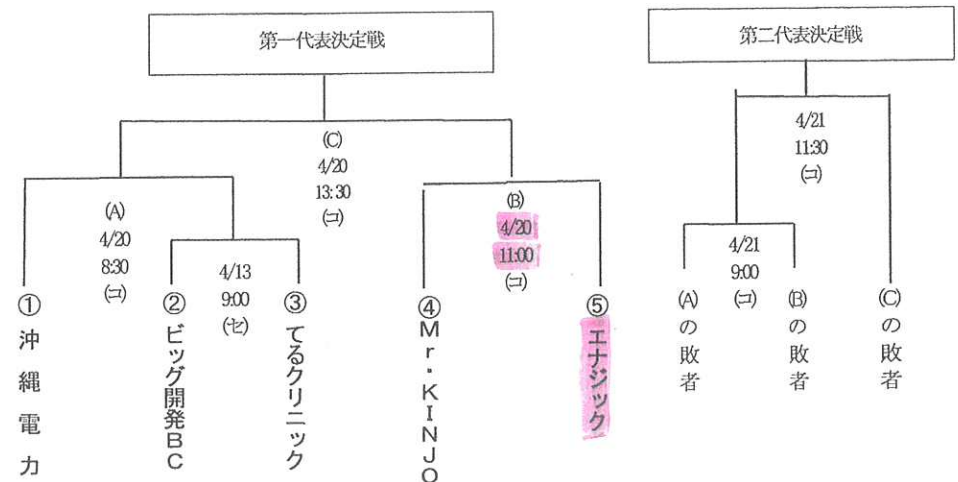 第一代表決定戦
第二代表決定戦
(C)
4/20
13:30
(コ)
(A)
4/20
8:30
(コ)
4/13
9:00
(セ)
(B)
4/20
11:00
(コ)
①沖縄電力
②ビッグ開発BC
③てるクリニック
④Mr.KINJO
⑤エナジック
4/21
11:30
(コ)
4/21
9:00
(コ)
(A)の敗者
(B)の敗者
(C)の敗者